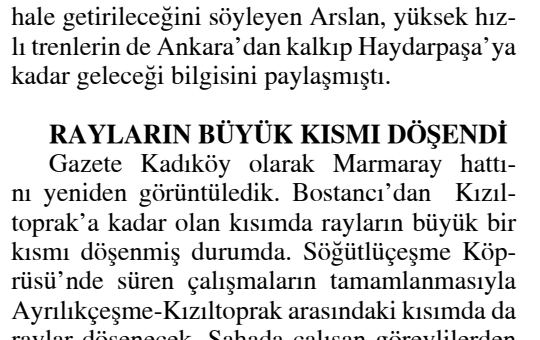 hale getirileceğini söyleyen Arslan, yüksek hız-
lı trenlerin de Ankara’dan kalkıp Haydarpaşa’ya
kadar geleceği bilgisini paylaşmıştı.
RAYLARIN BÜYÜK KISMI DÖŞENDİ
Gazete Kadıköy olarak Marmaray hattı-
nı yeniden görüntüledik. Bostancı’dan Kızıl-
toprak’a kadar olan kısımda rayların büyük bir
kısmı döşenmiş durumda. Söğütlüçeşme Köp-
rüsü’nde süren çalışmaların tamamlanmasıyla
Ayrılıkçeşme-Kızıltoprak arasındaki kısımda da
raylar döşenecek. Sahada çalışan görevlilerden